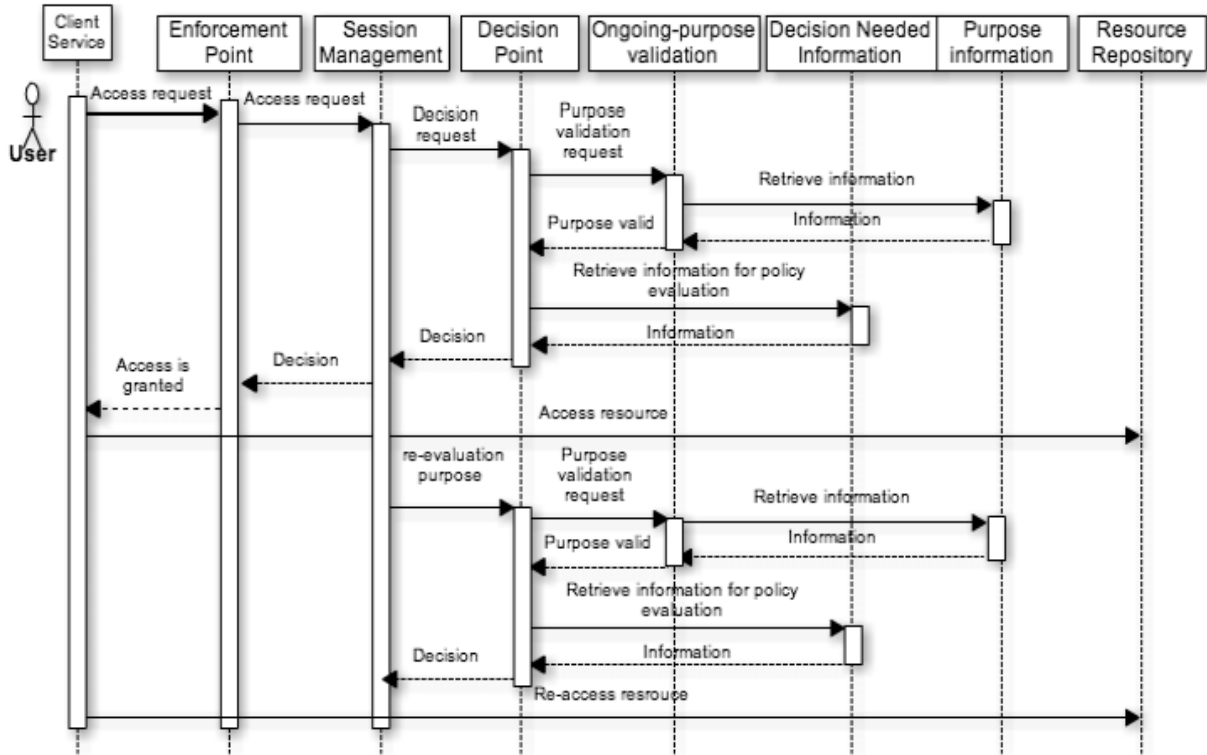 Client
Service
Enforcement
Point
Session
Management
Decision
Point
Ongoing-purpose
validation
Decision Needed
Information
Purpose
information
Resource
Repository
User
Access request
Access request
Decision
request
Purpose
validation
request
Retrieve information
Information
Purpose valid
Retrieve information for policy
evaluation
Information
Decision
Decision
Access is
granted
Access resource
re-evaluation
purpose
Purpose
validation
request
Retrieve information
Information
Purpose valid
Retrieve information for policy
evaluation
Information
Decision
Re-access resrouce